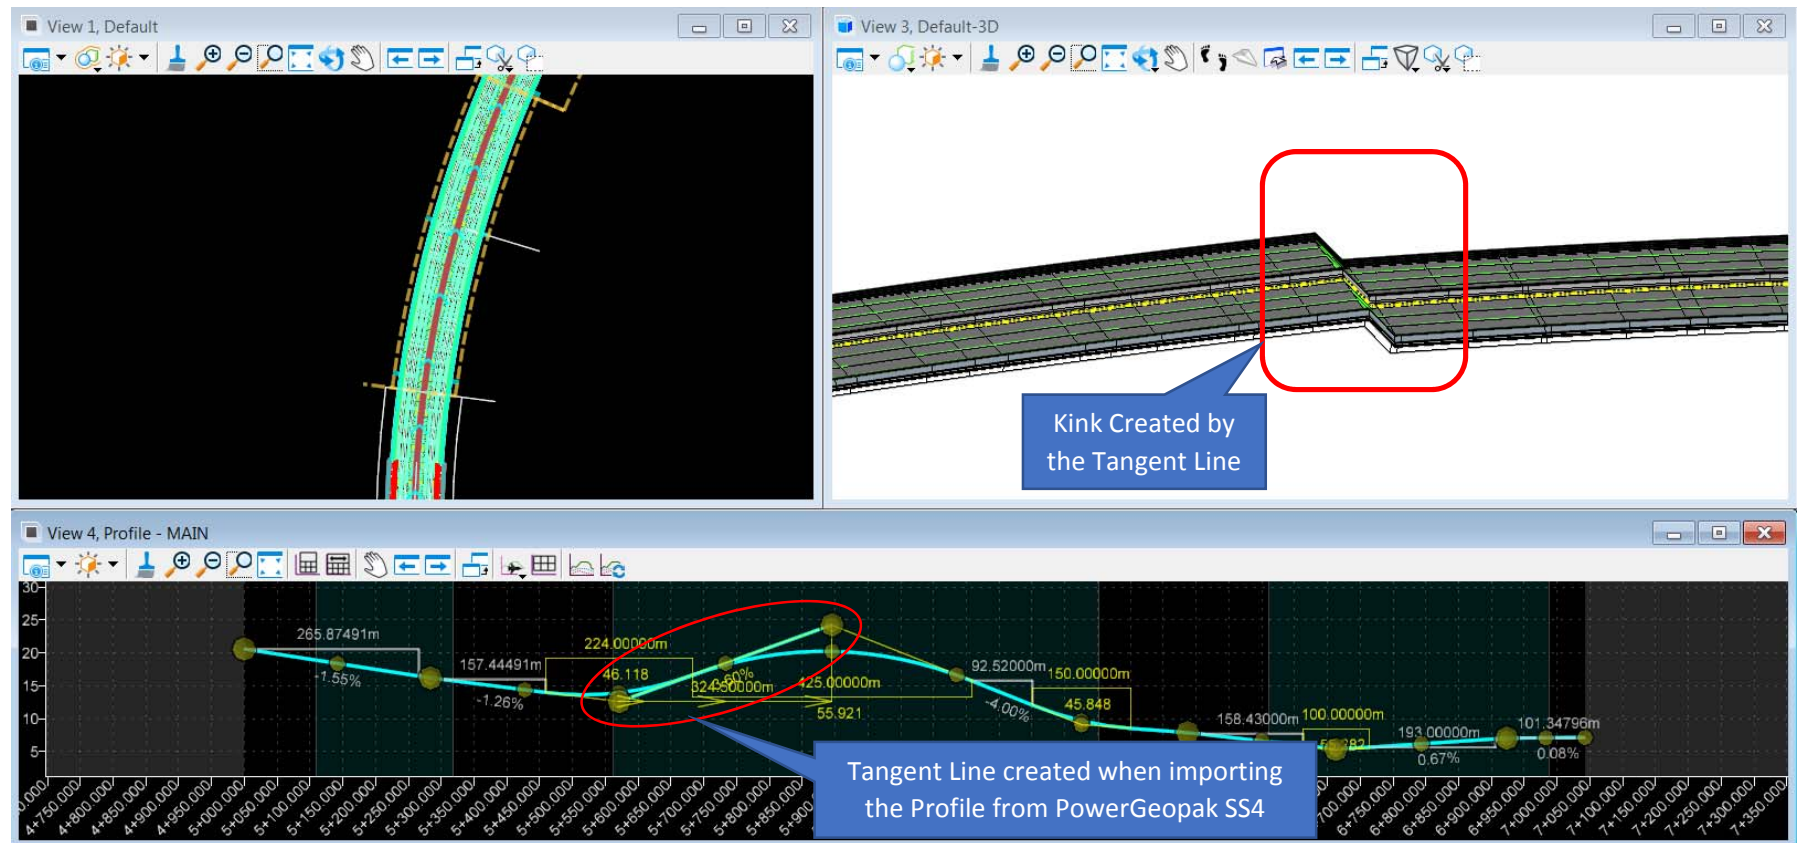 View 1, Default
View 3, Default-3D
Kink Created by
the Tangent Line
View 4, Profile - MAIN
30
25
20
15
10
5
265.87491m
-1.55%
157.44491m
-1.26%
224.00000m
46.118
3.60%
324.50000m
425.00000m
55.921
92.52000m
-4.00%
150.00000m
45.848
158.43000m
100.00000m
193.00000m
0.67%
101.34796m
0.08%
Tangent Line created when importing
the Profile from PowerGeopak SS4
4+750.000
4+800.000
4+850.000
4+900.000
4+950.000
5+000.000
5+050.000
5+100.000
5+150.000
5+200.000
5+250.000
5+300.000
5+350.000
5+400.000
5+450.000
5+500.000
5+550.000
5+600.000
5+650.000
5+700.000
5+750.000
5+800.000
5+850.000
6+750.000
6+800.000
6+850.000
6+900.000
6+950.000
7+000.000
7+050.000
7+100.000
7+150.000
7+200.000
7+250.000
7+300.000
7+350.000